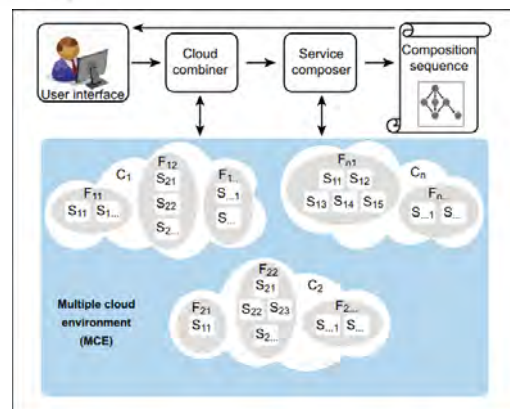 User interface
Cloud
combiner
Service
composer
Composition
sequence
C1
F11
S11 S1...
F12
S21
S22
S2...
F1...
S...1
S...
Fn1
S11 S12
S13 S14 S15
Cn
Fn...
S...1 S...
Multiple cloud
environment
(MCE)
F21
S11
F22
S21
S22 S23
S2...
C2
F2...
S...1 S...